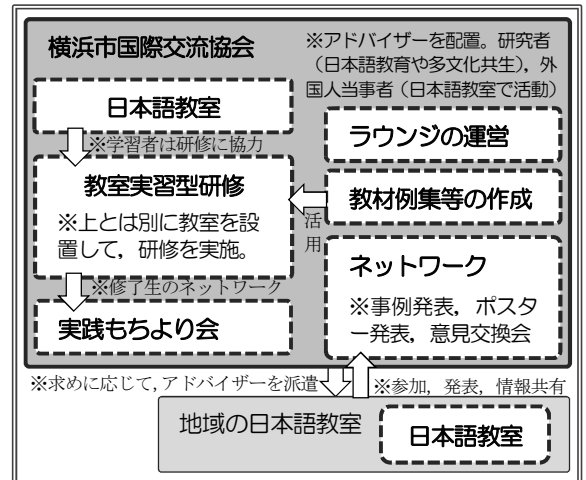 横浜市国際交流協会
※アドバイザーを配置。研究者
（日本語教育や多文化共生），外
国人当事者（日本語教室で活動）
日本語教室
※学習者は研修に協力
教室実習型研修
※上とは別に教室を設
置して，研修を実施。
※修了生のネットワーク
実践もちより会
ラウンジの運営
教材例集等の作成
活
用
ネットワーク
※事例発表，ポスタ
ー発表，意見交換会
※求めに応じて，アドバイザーを派遣
※参加，発表，情報共有
地域の日本語教室
日本語教室